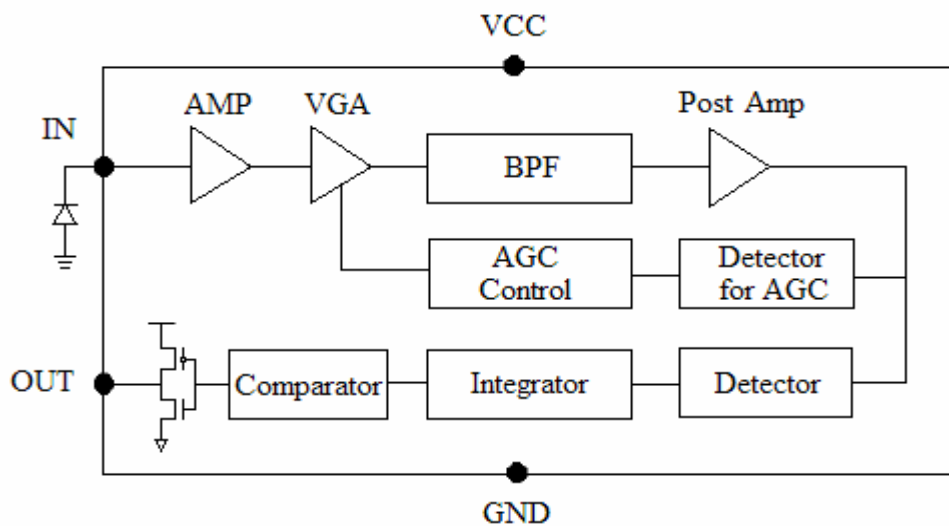 VCC
AMP
VGA
Post Amp
IN
BPF
AGC
Control
Detector
for AGC
OUT
Comparator
Integrator
Detector
GND